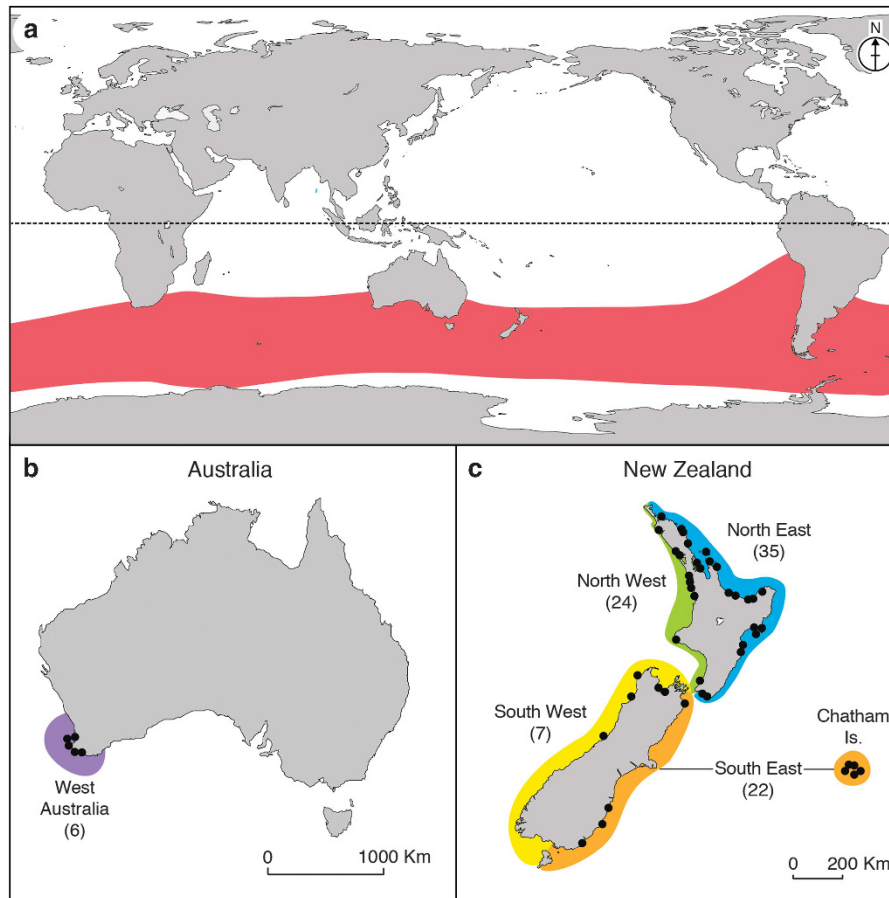 a
N
b
Australia
West
Australia
(6)
0
1000 Km
c
New Zealand
North East
(35)
North West
(24)
South West
(7)
Chatham
Is.
South East
(22)
0
200 Km